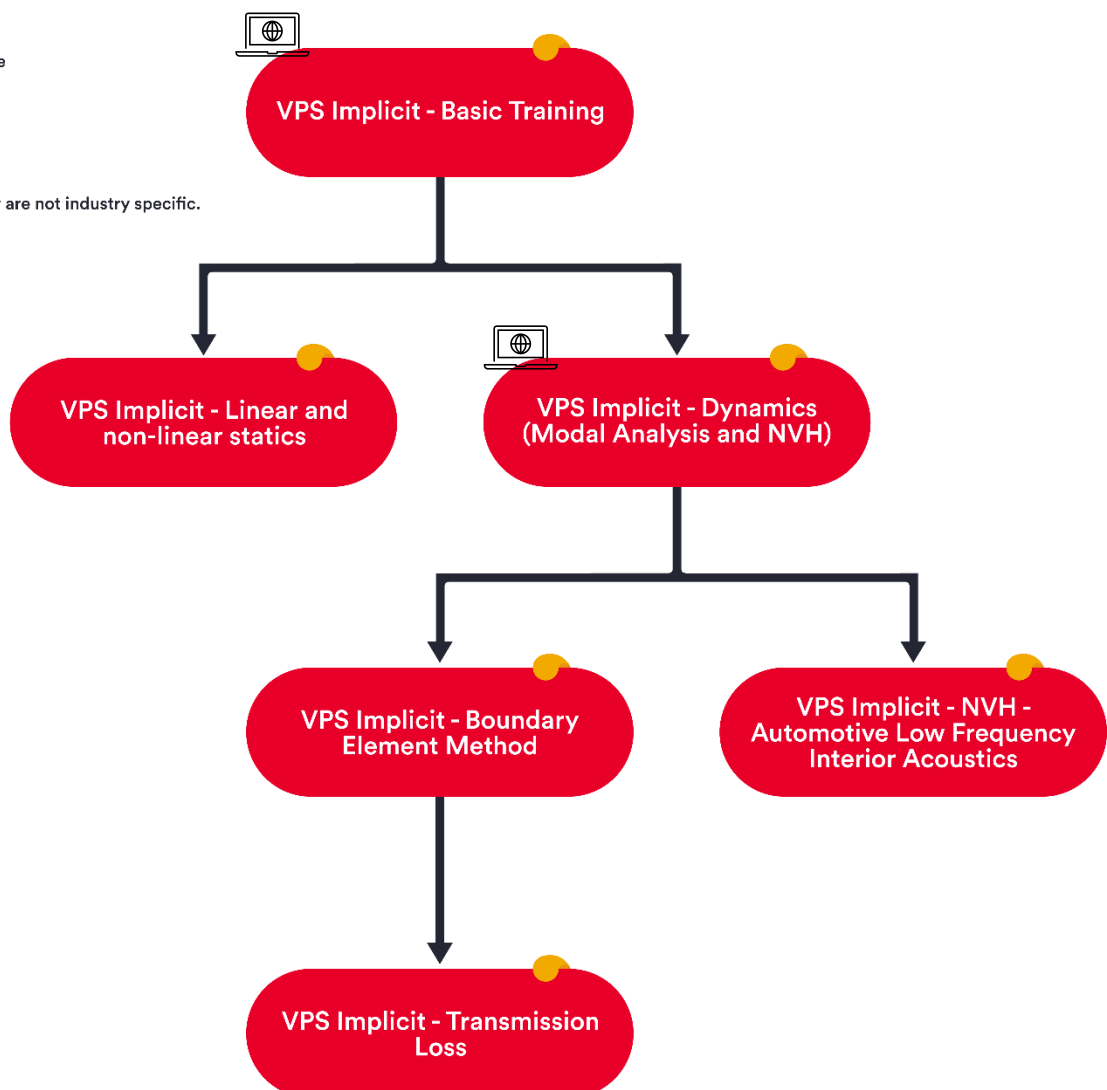 e
VPS Implicit - Basic Training
are not industry specific.
VPS Implicit - Linear and
non-linear statics
VPS Implicit - Dynamics
(Modal Analysis and NVH)
VPS Implicit - Boundary
Element Method
VPS Implicit - NVH -
Automotive Low Frequency
Interior Acoustics
VPS Implicit - Transmission
Loss